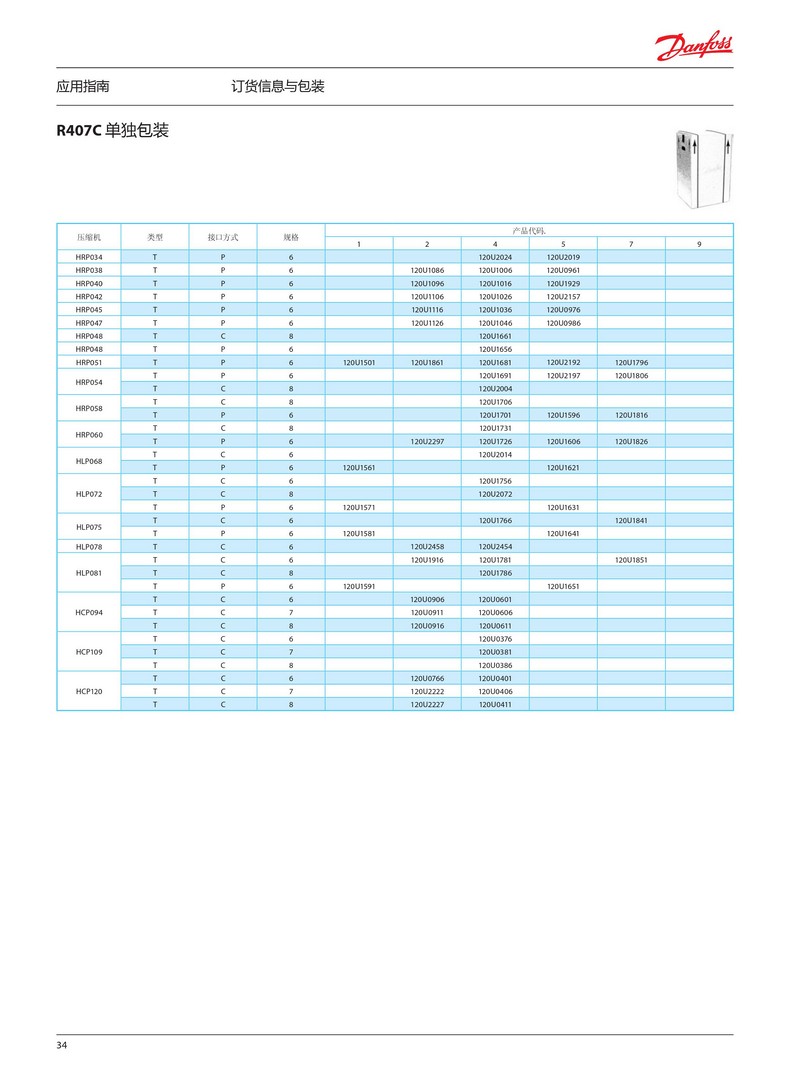 Danfoss
应用指南 订货信息与包装
R407C 单独包装
压缩机 类型 接口方式 规格 产品代码.
1 2 4 5 7 9
HRP034 T P 6 120U2024 120U2019
HRP038 T P 6 120U1086 120U1006 120U0961
HRP040 T P 6 120U1096 120U1016 120U1929
HRP042 T P 6 120U1106 120U1026 120U2157
HRP045 T P 6 120U1116 120U1036 120U0976
HRP047 T P 6 120U1126 120U1046 120U0986
HRP048 T C 8 120U1661
HRP048 T P 6 120U1656
HRP051 T P 6 120U1501 120U1861 120U1681 120U2192 120U1796
HRP054 T P 6 120U1691 120U2197 120U1806
T C 8 120U2004
HRP058 T C 8 120U1706
T P 6 120U1701 120U1596 120U1816
HRP060 T C 8 120U1731
T P 6 120U2297 120U1726 120U1606 120U1826
HLP068 T C 6 120U2014
T P 6 120U1561 120U1621
HLP072 T C 6 120U1756
T C 8 120U2072
T P 6 120U1571 120U1631
HLP075 T C 6 120U1766 120U1841
T P 6 120U1581 120U1641
HLP078 T C 6 120U2458 120U2454
HLP081 T C 6 120U1916 120U1781 120U1851
T C 8 120U1786
T P 6 120U1591 120U1651
HCP094 T C 6 120U0906 120U0601
T C 7 120U0911 120U0606
T C 8 120U0916 120U0611
HCP109 T C 6 120U0376
T C 7 120U0381
T C 8 120U0386
HCP120 T C 6 120U0766 120U0401
T C 7 120U2222 120U0406
T C 8 120U2227 120U0411
34